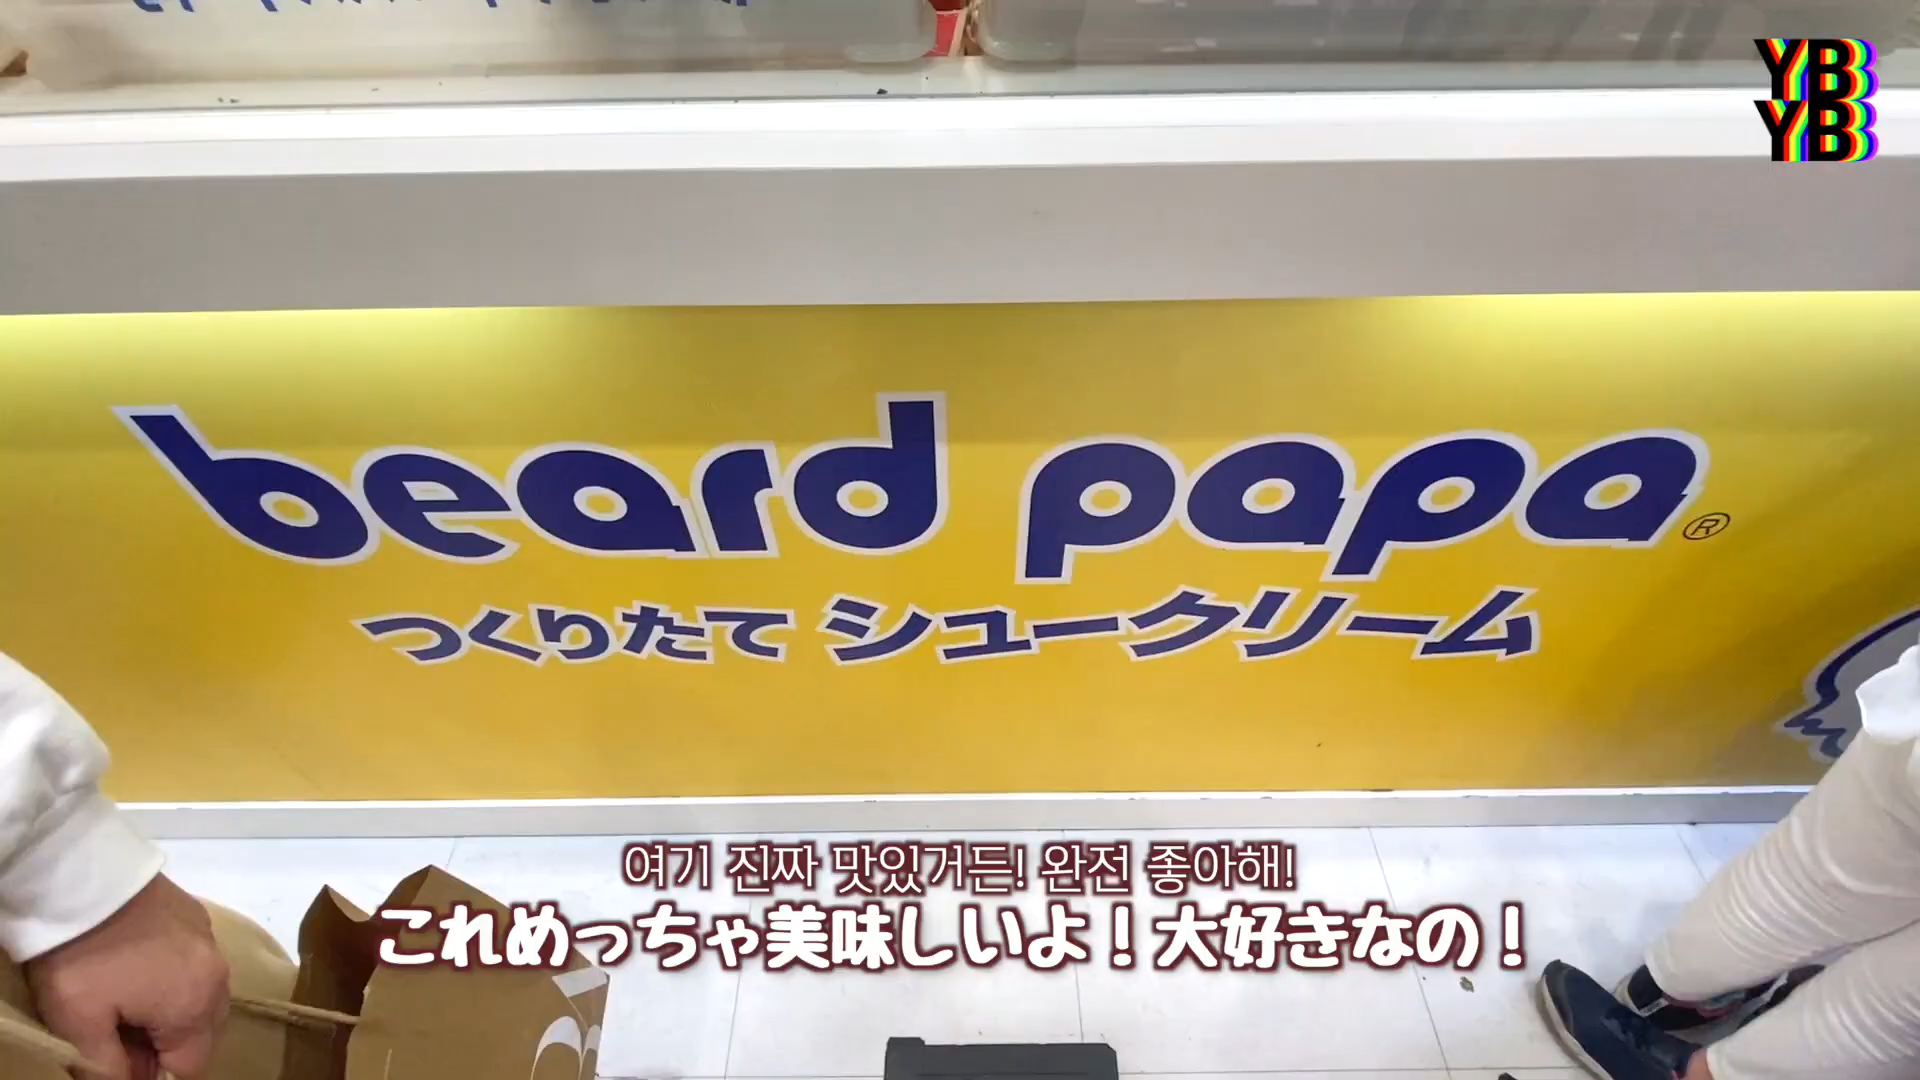 YB
YB
beard papa®
つくりたて シュークリーム
여기 진짜 맛있거든! 완전 좋아해!
これめっちゃ美味しいよ！大好きなの！